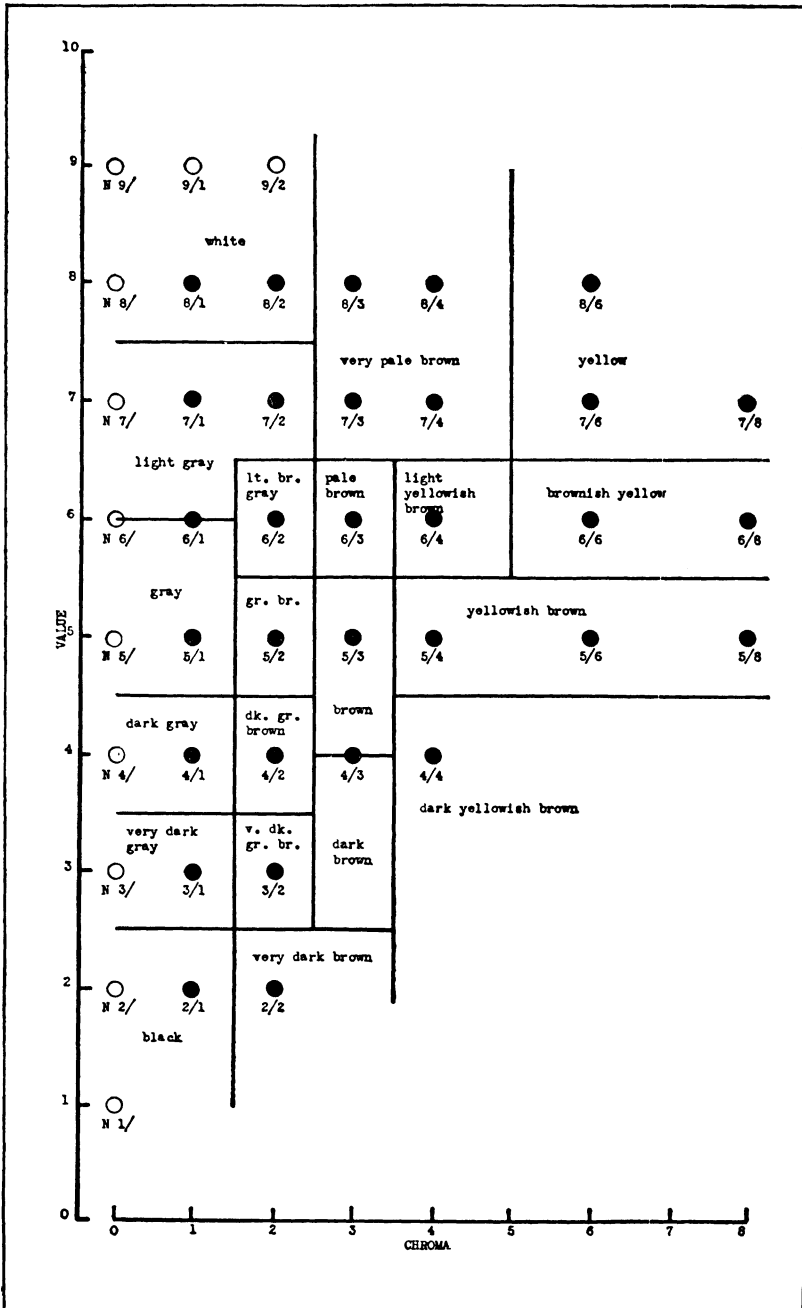 10
9
N 9/ 9/1 9/2
white
8
N 8/ 8/1 8/2 8/3 8/4 8/6
very pale brown yellow
7
N 7/ 7/1 7/2 7/3 7/4 7/6 7/8
light gray
lt. br. gray
pale brown
light yellowish brown
brownish yellow
6
N 6/ 6/1 6/2 6/3 6/4 6/6 6/8
gray
gr. br.
yellowish brown
VALUE
5
N 5/ 5/1 5/2 5/3 5/4 5/6 5/8
dark gray
dk. gr. brown
brown
4
N 4/ 4/1 4/2 4/3 4/4
dark yellowish brown
very dark gray
v. dk. gr. br.
dark brown
3
N 3/ 3/1 3/2
very dark brown
2
N 2/ 2/1 2/2
black
1
N 1/
0
0 1 2 3 4 5 6 7 8
CHROMA